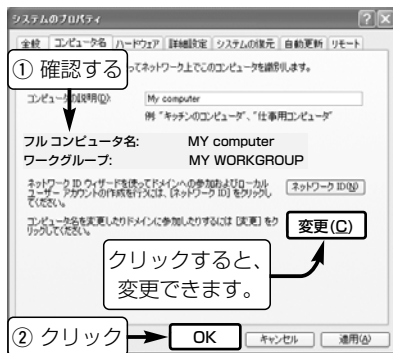 システムのプロパティ
全般 コンピュータ名 ハードウェア 詳細設定 システムの復元 自動更新 リモート
① 確認する
ってネットワーク上でこのコンピュータを識別します。
コンピュータの説明(D): My computer
例 "キッチンのコンピュータ"、"仕事用コンピュータ"
フル コンピュータ名: MY computer
ワークグループ: MY WORKGROUP
ネットワーク ID ウィザードを使ってドメインへの参加およびローカル
ユーザー アカウントの作成を行うには、[ネットワーク ID] をクリックし
てください。
ネットワーク ID(N)
コンピュータ名を変更したりドメインに参加したりするには [変更] をク
リックしてください。
変更(C)
クリックすると、
変更できます。
② クリック
OK キャンセル 適用(A)